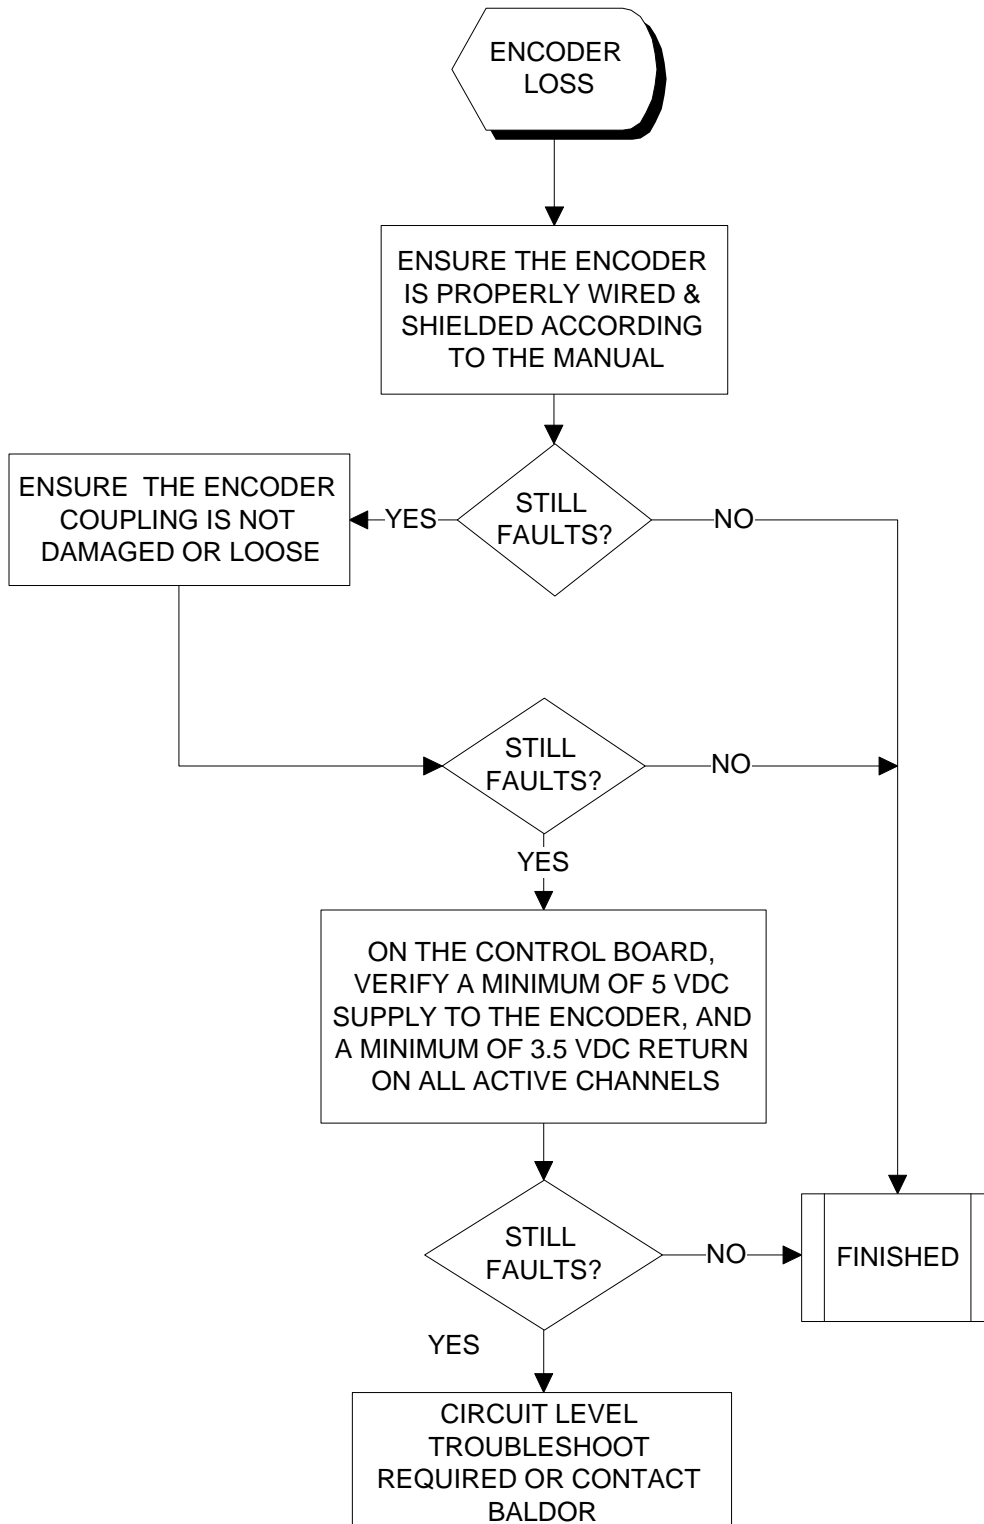 ENCODER
LOSS
ENSURE THE ENCODER
IS PROPERLY WIRED &
SHIELDED ACCORDING
TO THE MANUAL
STILL
FAULTS?
YES
NO
ENSURE THE ENCODER
COUPLING IS NOT
DAMAGED OR LOOSE
STILL
FAULTS?
NO
YES
ON THE CONTROL BOARD,
VERIFY A MINIMUM OF 5 VDC
SUPPLY TO THE ENCODER, AND
A MINIMUM OF 3.5 VDC RETURN
ON ALL ACTIVE CHANNELS
STILL
FAULTS?
NO
FINISHED
YES
CIRCUIT LEVEL
TROUBLESHOOT
REQUIRED OR CONTACT
BALDOR